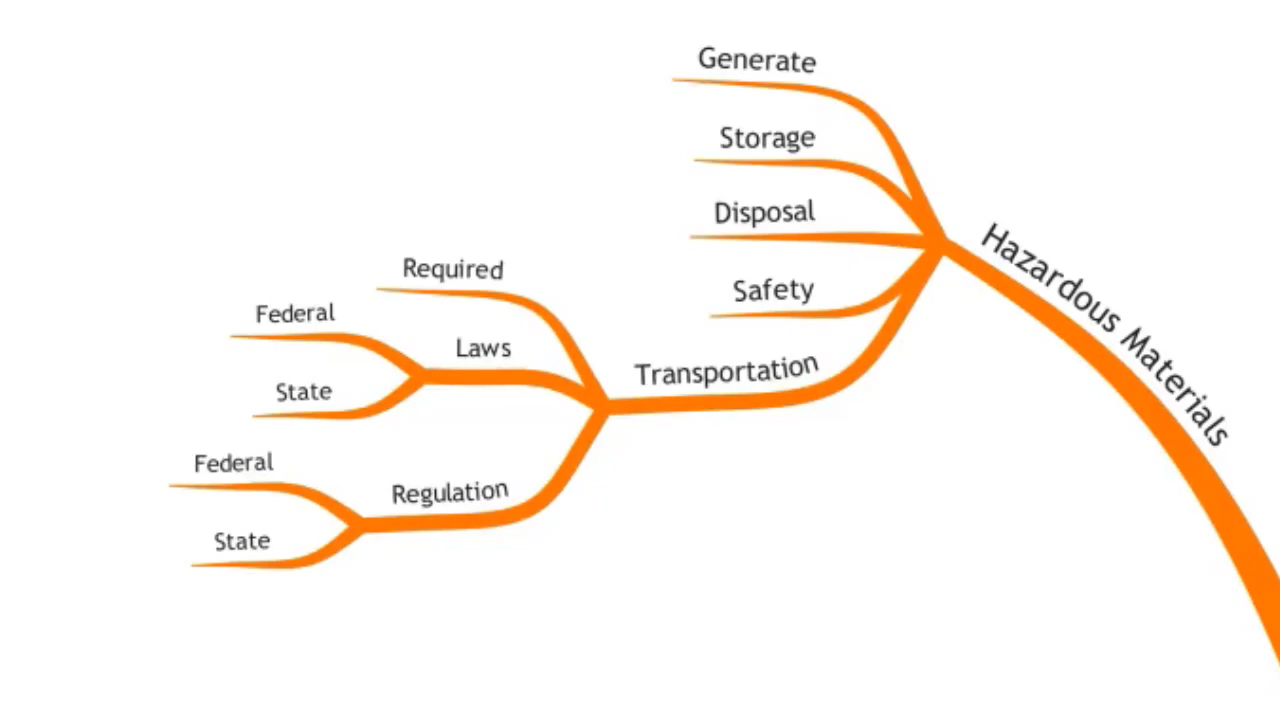 Generate
Storage
Disposal
Safety
Transportation
Hazardous Materials
Required
Laws
Federal
State
Regulation
Federal
State